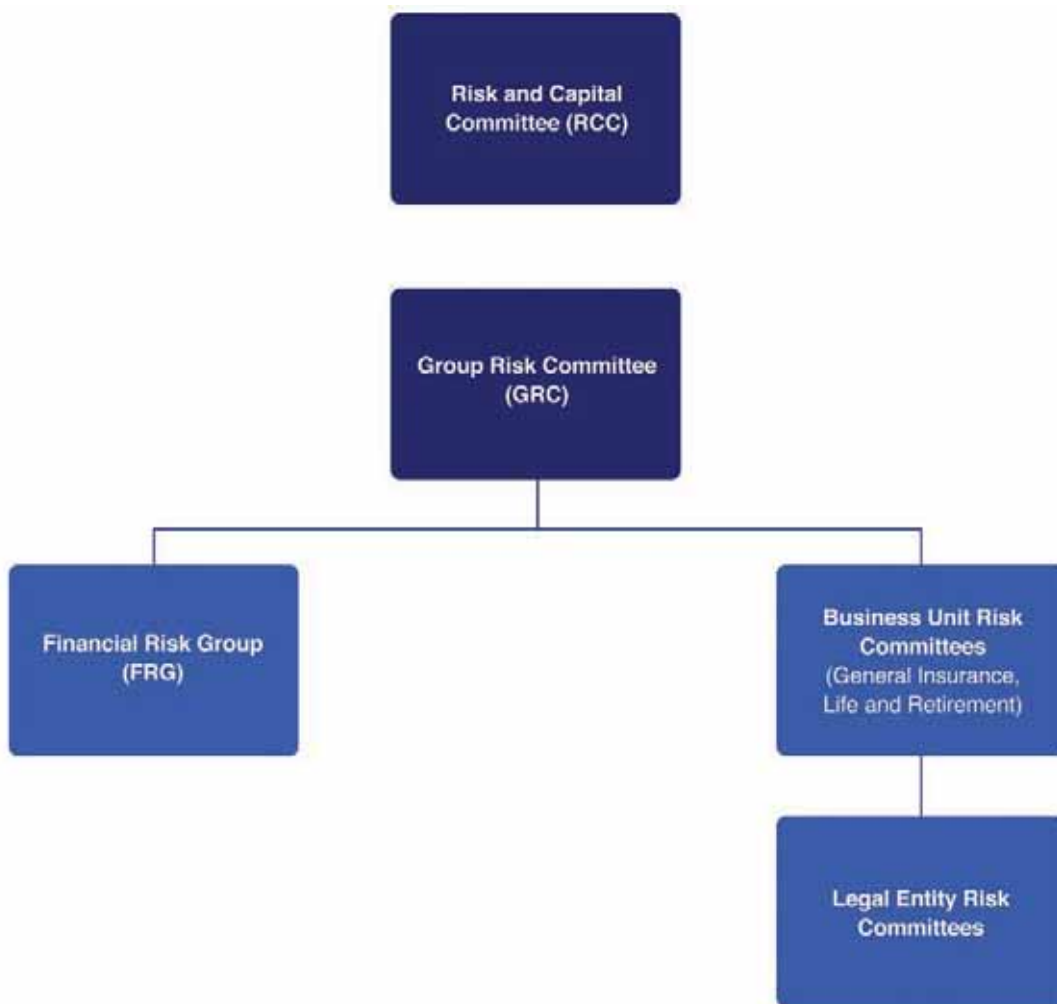 Risk and Capital
Committee (RCC)
Group Risk Committee
(GRC)
Financial Risk Group
(FRG)
Business Unit Risk
Committees
(General Insurance,
Life and Retirement)
Legal Entity Risk
Committees